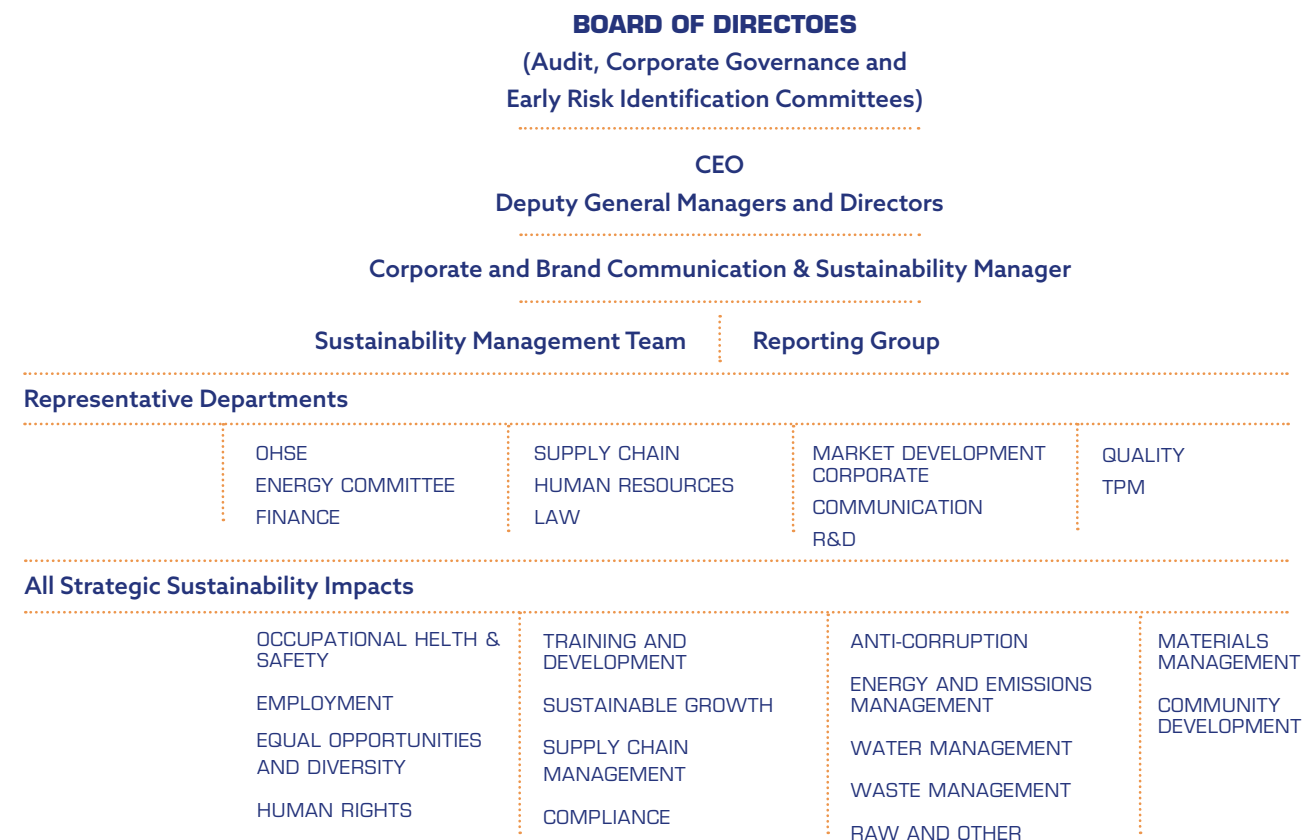 BOARD OF DIRECTOES
(Audit, Corporate Governance and
Early Risk Identification Committees)
CEO
Deputy General Managers and Directors
Corporate and Brand Communication & Sustainability Manager
Sustainability Management Team
Reporting Group
Representative Departments
OHSE
ENERGY COMMITTEE
FINANCE
SUPPLY CHAIN
HUMAN RESOURCES
LAW
MARKET DEVELOPMENT
CORPORATE
COMMUNICATION
R&D
QUALITY
TPM
All Strategic Sustainability Impacts
OCCUPATIONAL HELTH &
SAFETY
EMPLOYMENT
EQUAL OPPORTUNITIES
AND DIVERSITY
HUMAN RIGHTS
TRAINING AND
DEVELOPMENT
SUSTAINABLE GROWTH
SUPPLY CHAIN
MANAGEMENT
COMPLIANCE
ANTI-CORRUPTION
ENERGY AND EMISSIONS
MANAGEMENT
WATER MANAGEMENT
WASTE MANAGEMENT
RAW AND OTHER
MATERIALS
MANAGEMENT
COMMUNITY
DEVELOPMENT